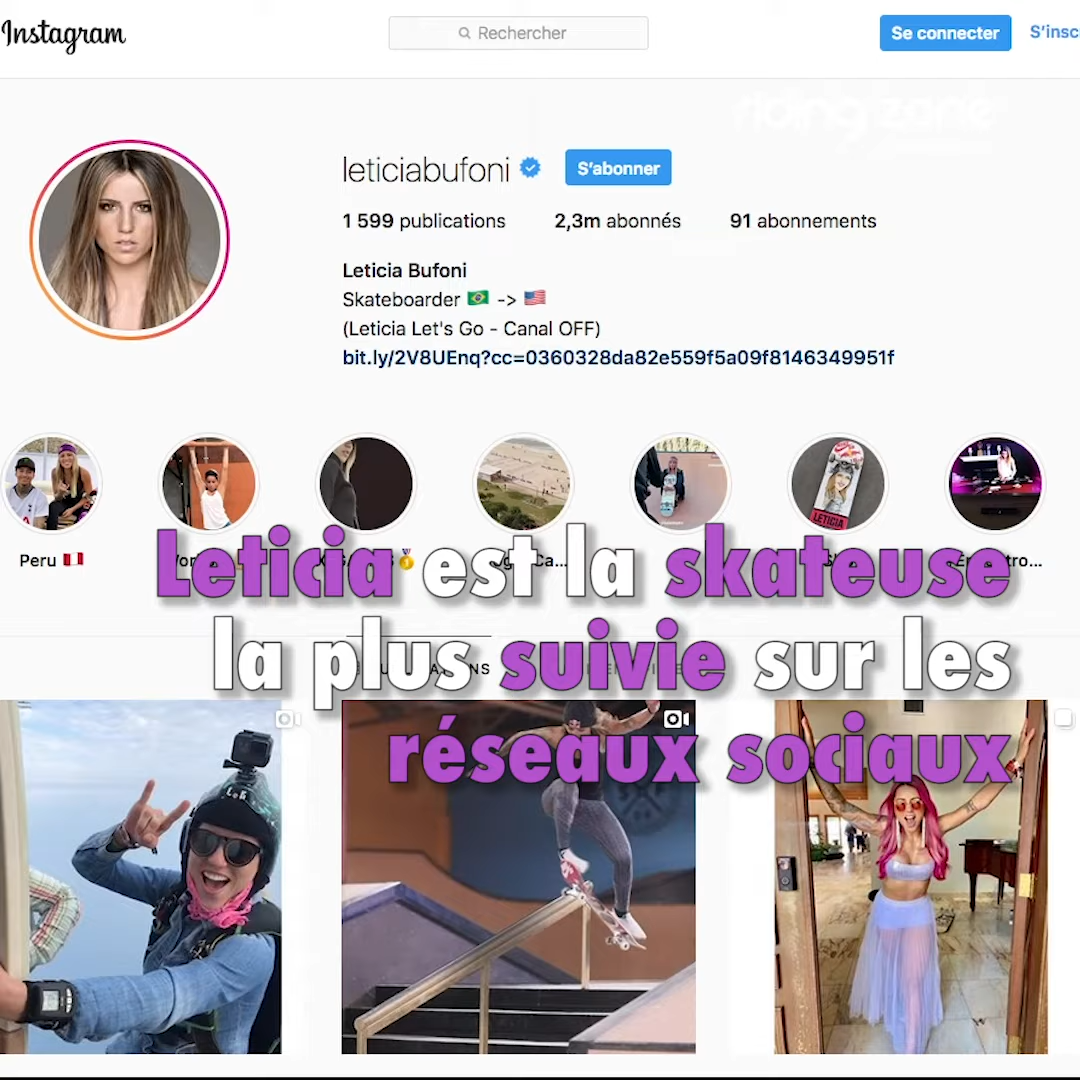 Instagram
Rechercher
Se connecter
S'insc
riding zone
leticiabufoni
S'abonner
1 599 publications 2,3m abonnés 91 abonnements
Leticia Bufoni
Skateboarder 🇧🇷 -> 🇺🇸
(Leticia Let's Go - Canal OFF)
bit.ly/2V8UEnq?cc=0360328da82e559f5a09f8146349951f
LETICIA
Peru 🇵🇪
Leticia est la skateuse
la plus suivie sur les
réseaux sociaux